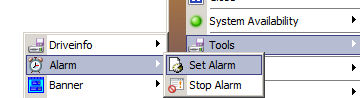 System Availability
Driveinfo
Tools
Alarm
Set Alarm
Banner
Stop Alarm